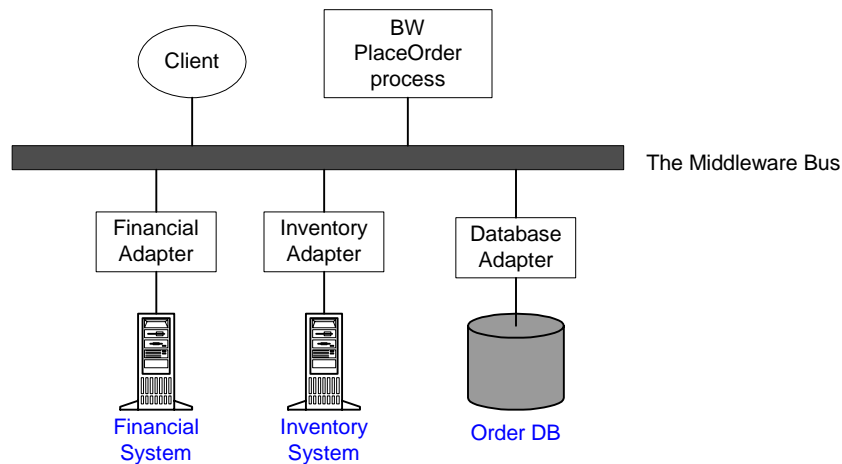 Client
BW
PlaceOrder
process
The Middleware Bus
Financial
Adapter
Inventory
Adapter
Database
Adapter
Financial
System
Inventory
System
Order DB